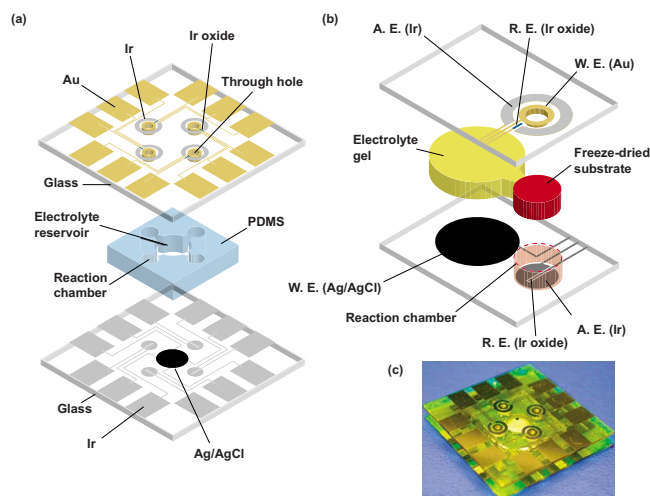 (a)
Ir
Ir oxide
Au
Through hole
Glass
Electrolyte
reservoir
PDMS
Reaction
chamber
Glass
Ir
Ag/AgCl
(b)
A. E. (Ir)
R. E. (Ir oxide)
W. E. (Au)
Electrolyte
gel
Freeze-dried
substrate
W. E. (Ag/AgCl)
Reaction chamber
R. E. (Ir oxide)
A. E. (Ir)
(c)